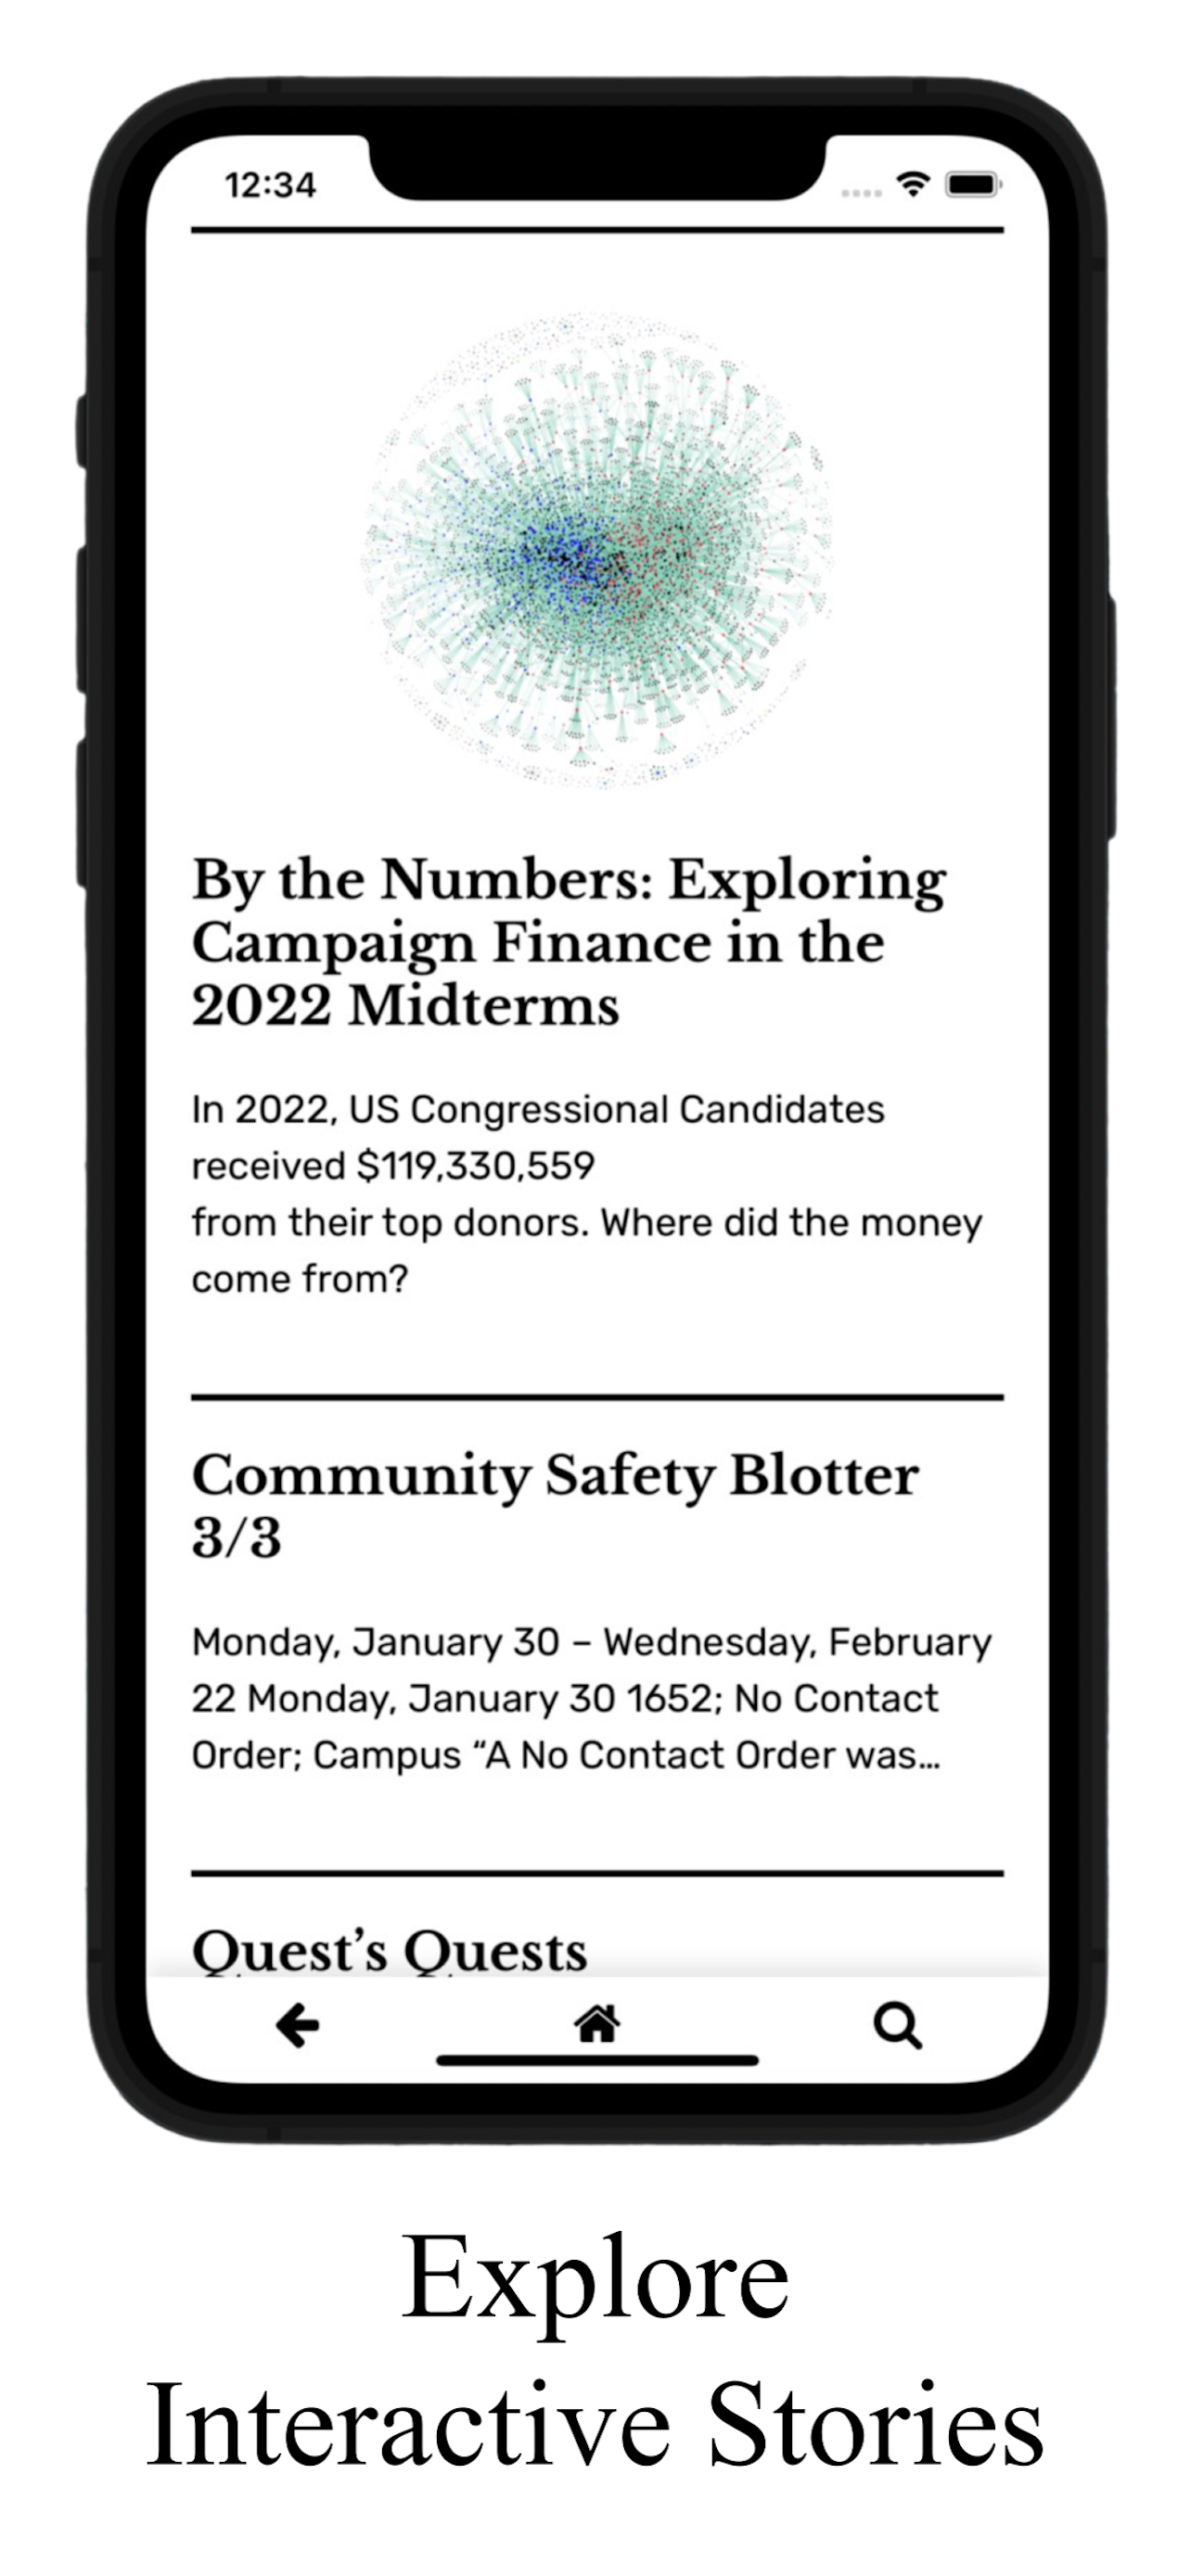 12:34
By the Numbers: Exploring
Campaign Finance in the
2022 Midterms
In 2022, US Congressional Candidates
received $119,330,559
from their top donors. Where did the money
come from?
Community Safety Blotter
3/3
Monday, January 30 – Wednesday, February
22 Monday, January 30 1652; No Contact
Order; Campus “A No Contact Order was...
Quest’s Quests
Explore
Interactive Stories